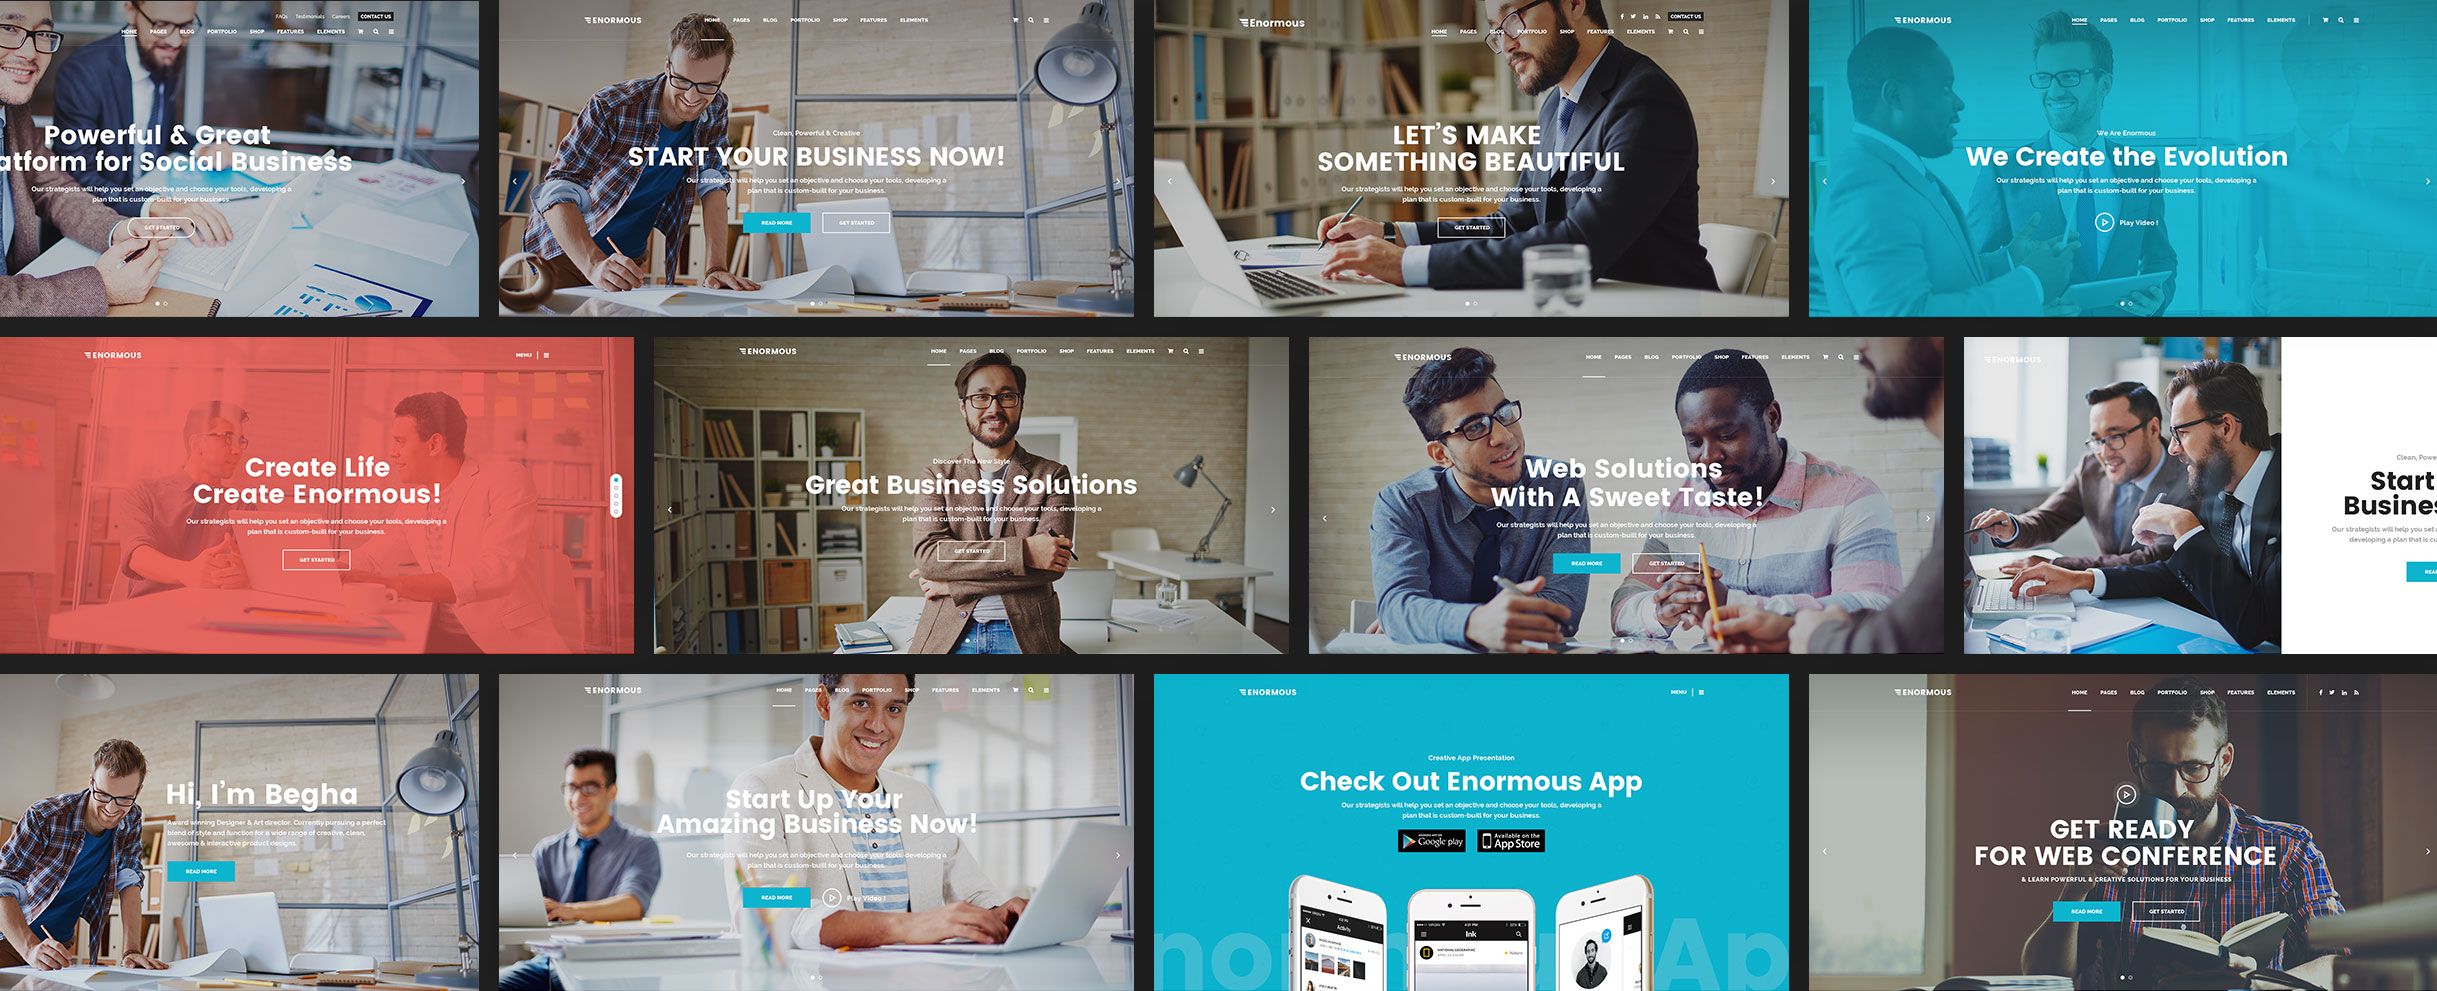 FAQs Testimonials Careers CONTACT US
HOME PAGES BLOG PORTFOLIO SHOP FEATURES ELEMENTS
Powerful & Great
atform for Social Business
Our strategists will help you set an objective and choose your tools, developing a
plan that is custom-built for your business.
GET STARTED
ENORMOUS
HOME PAGES BLOG PORTFOLIO SHOP FEATURES ELEMENTS
Clean, Powerful & Creative
START YOUR BUSINESS NOW!
Our strategists will help you set an objective and choose your tools, developing a
plan that is custom-built for your business.
READ MORE GET STARTED
Enormous
CONTACT US
HOME PAGES BLOG PORTFOLIO SHOP FEATURES ELEMENTS
LET'S MAKE
SOMETHING BEAUTIFUL
Our strategists will help you set an objective and choose your tools, developing a
plan that is custom-built for your business.
GET STARTED
ENORMOUS
HOME PAGES BLOG PORTFOLIO SHOP FEATURES ELEMENTS
We Are Enormous
We Create the Evolution
Our strategists will help you set an objective and choose your tools, developing a
plan that is custom-built for your business.
Play Video !
ENORMOUS
MENU
Create Life
Create Enormous!
Our strategists will help you set an objective and choose your tools, developing a
plan that is custom-built for your business.
GET STARTED
ENORMOUS
HOME PAGES BLOG PORTFOLIO SHOP FEATURES ELEMENTS
Discover The New Style
Great Business Solutions
Our strategists will help you set an objective and choose your tools, developing a
plan that is custom-built for your business.
GET STARTED
ENORMOUS
HOME PAGES BLOG PORTFOLIO SHOP FEATURES ELEMENTS
Web Solutions
With A Sweet Taste!
Our strategists will help you set an objective and choose your tools, developing a
plan that is custom-built for your business.
READ MORE GET STARTED
ENORMOUS
Clean, Powe
Start
Busines
Our strategists will help you set
developing a plan that is cu
REA
Hi, I'm Begha
Award winning Designer & Art director. Currently pursuing a perfect
blend of style and function for a wide range of creative, clean,
awesome & interactive product designs.
READ MORE
ENORMOUS
HOME PAGES BLOG PORTFOLIO SHOP FEATURES ELEMENTS
Start Up Your
Amazing Business Now!
Our strategists will help you set an objective and choose your tools, developing a
plan that is custom-built for your business.
READ MORE Play Video !
ENORMOUS
MENU
Creative App Presentation
Check Out Enormous App
Our strategists will help you set an objective and choose your tools, developing a
plan that is custom-built for your business.
ANDROID APP ON
Google play
Available on the
App Store
Activity
4:21 PM
Ink
NATIONAL GEOGRAPHIC
Nature
ENORMOUS
HOME PAGES BLOG PORTFOLIO SHOP FEATURES ELEMENTS
GET READY
FOR WEB CONFERENCE
& LEARN POWERFUL & CREATIVE SOLUTIONS FOR YOUR BUSINESS
READ MORE GET STARTED